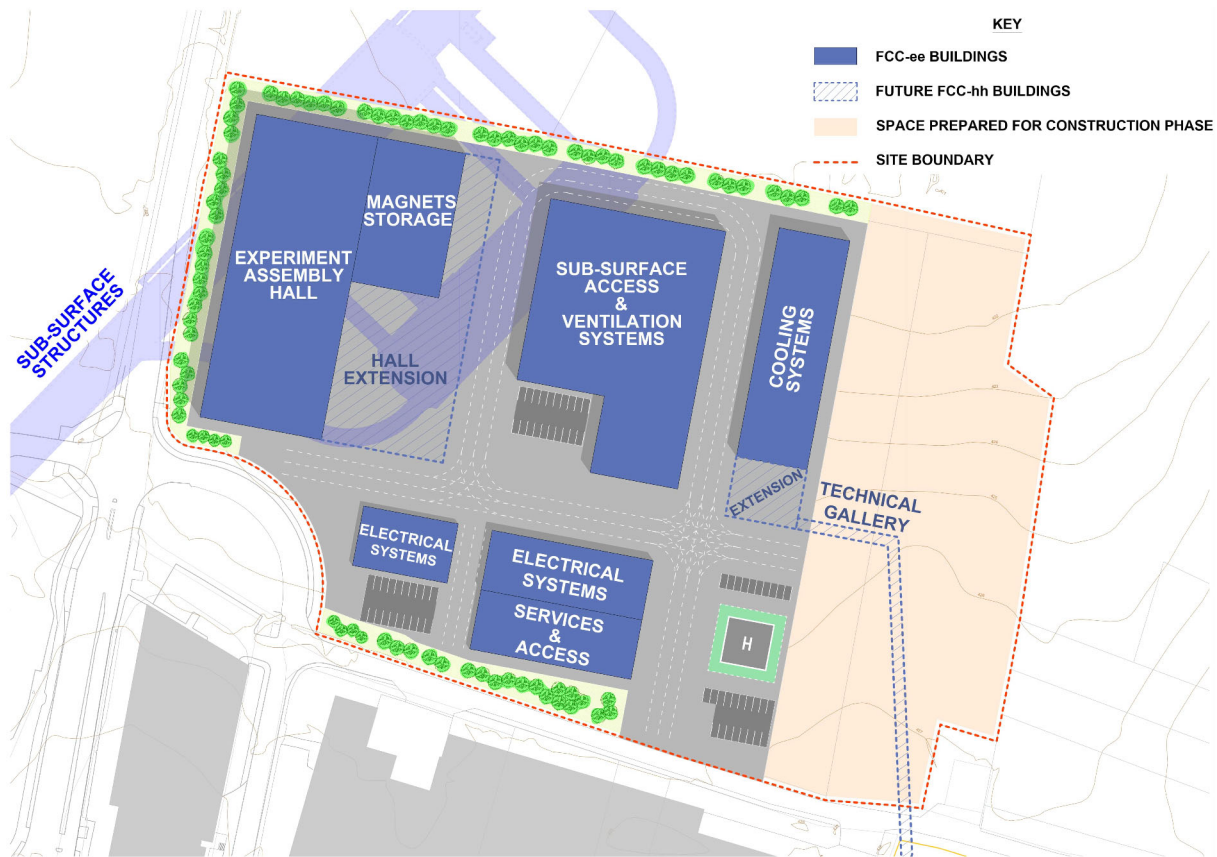 KEY
FCC-ee BUILDINGS
FUTURE FCC-hh BUILDINGS
SPACE PREPARED FOR CONSTRUCTION PHASE
SITE BOUNDARY
MAGNETS
STORAGE
EXPERIMENT
ASSEMBLY
HALL
SUB-SURFACE
ACCESS
&
VENTILATION
SYSTEMS
COOLING
SYSTEMS
SUB-SURFACE
STRUCTURES
HALL
EXTENSION
EXTENSION
TECHNICAL
GALLERY
ELECTRICAL
SYSTEMS
ELECTRICAL
SYSTEMS
SERVICES
&
ACCESS
H